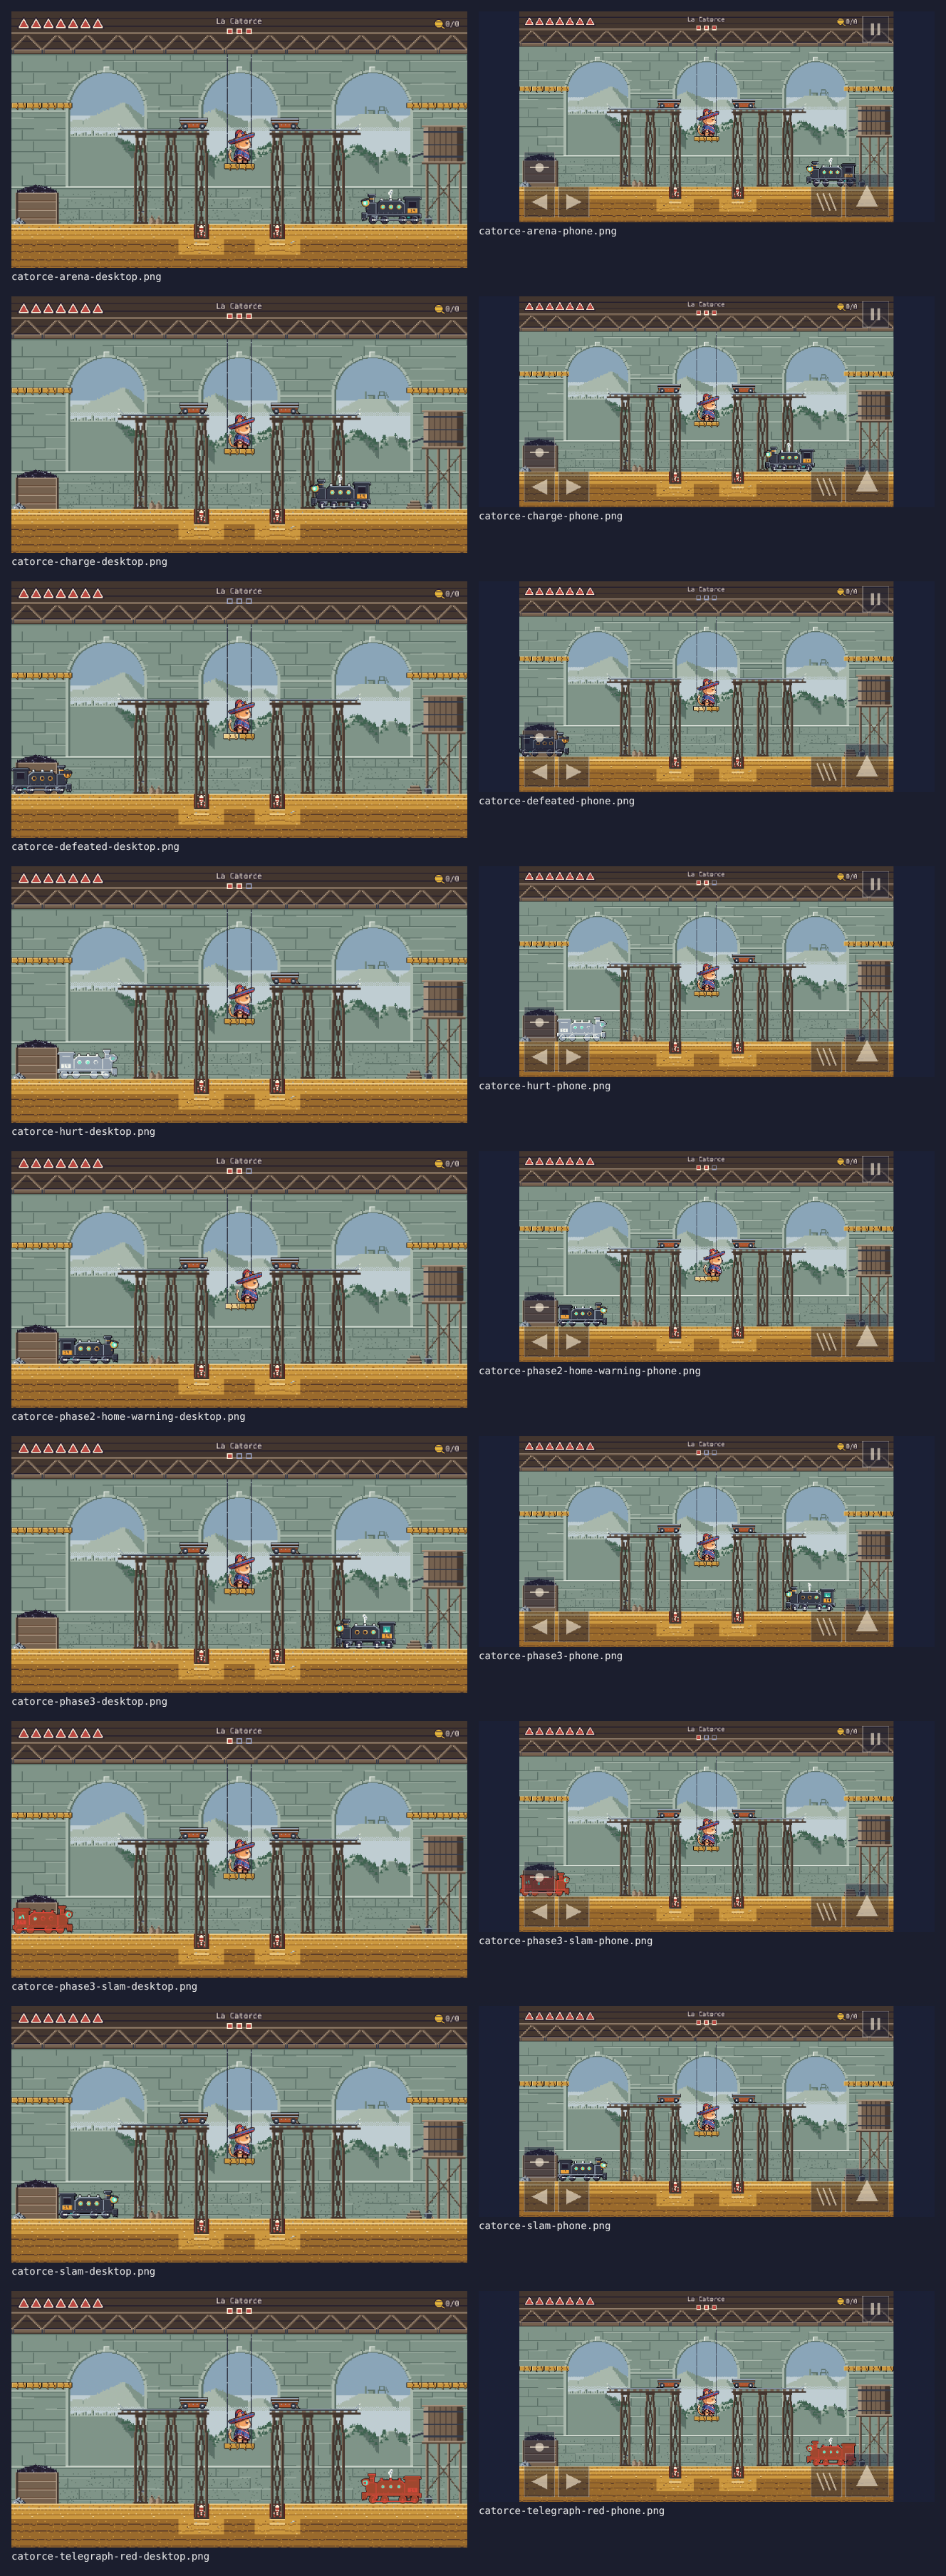 La Catorce
0/0
La Catorce
0/0
catorce-arena-desktop.png
catorce-arena-phone.png
La Catorce
0/0
La Catorce
0/0
catorce-charge-desktop.png
catorce-charge-phone.png
La Catorce
0/0
La Catorce
0/0
catorce-defeated-desktop.png
catorce-defeated-phone.png
La Catorce
0/0
La Catorce
0/0
catorce-hurt-desktop.png
catorce-hurt-phone.png
La Catorce
0/0
La Catorce
0/0
catorce-phase2-home-warning-desktop.png
catorce-phase2-home-warning-phone.png
La Catorce
0/0
La Catorce
0/0
catorce-phase3-desktop.png
catorce-phase3-phone.png
La Catorce
0/0
La Catorce
0/0
catorce-phase3-slam-desktop.png
catorce-phase3-slam-phone.png
La Catorce
0/0
La Catorce
0/0
catorce-slam-desktop.png
catorce-slam-phone.png
La Catorce
0/0
La Catorce
0/0
catorce-telegraph-red-desktop.png
catorce-telegraph-red-phone.png